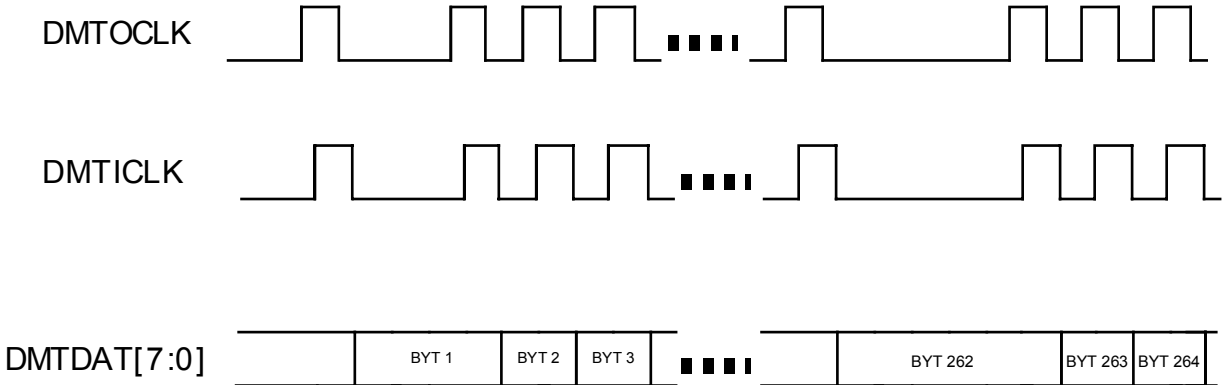 DMTOCLK
DMTICLK
DMTDAT[7:0] BYT 1 BYT 2 BYT 3 BYT 262 BYT 263 BYT 264